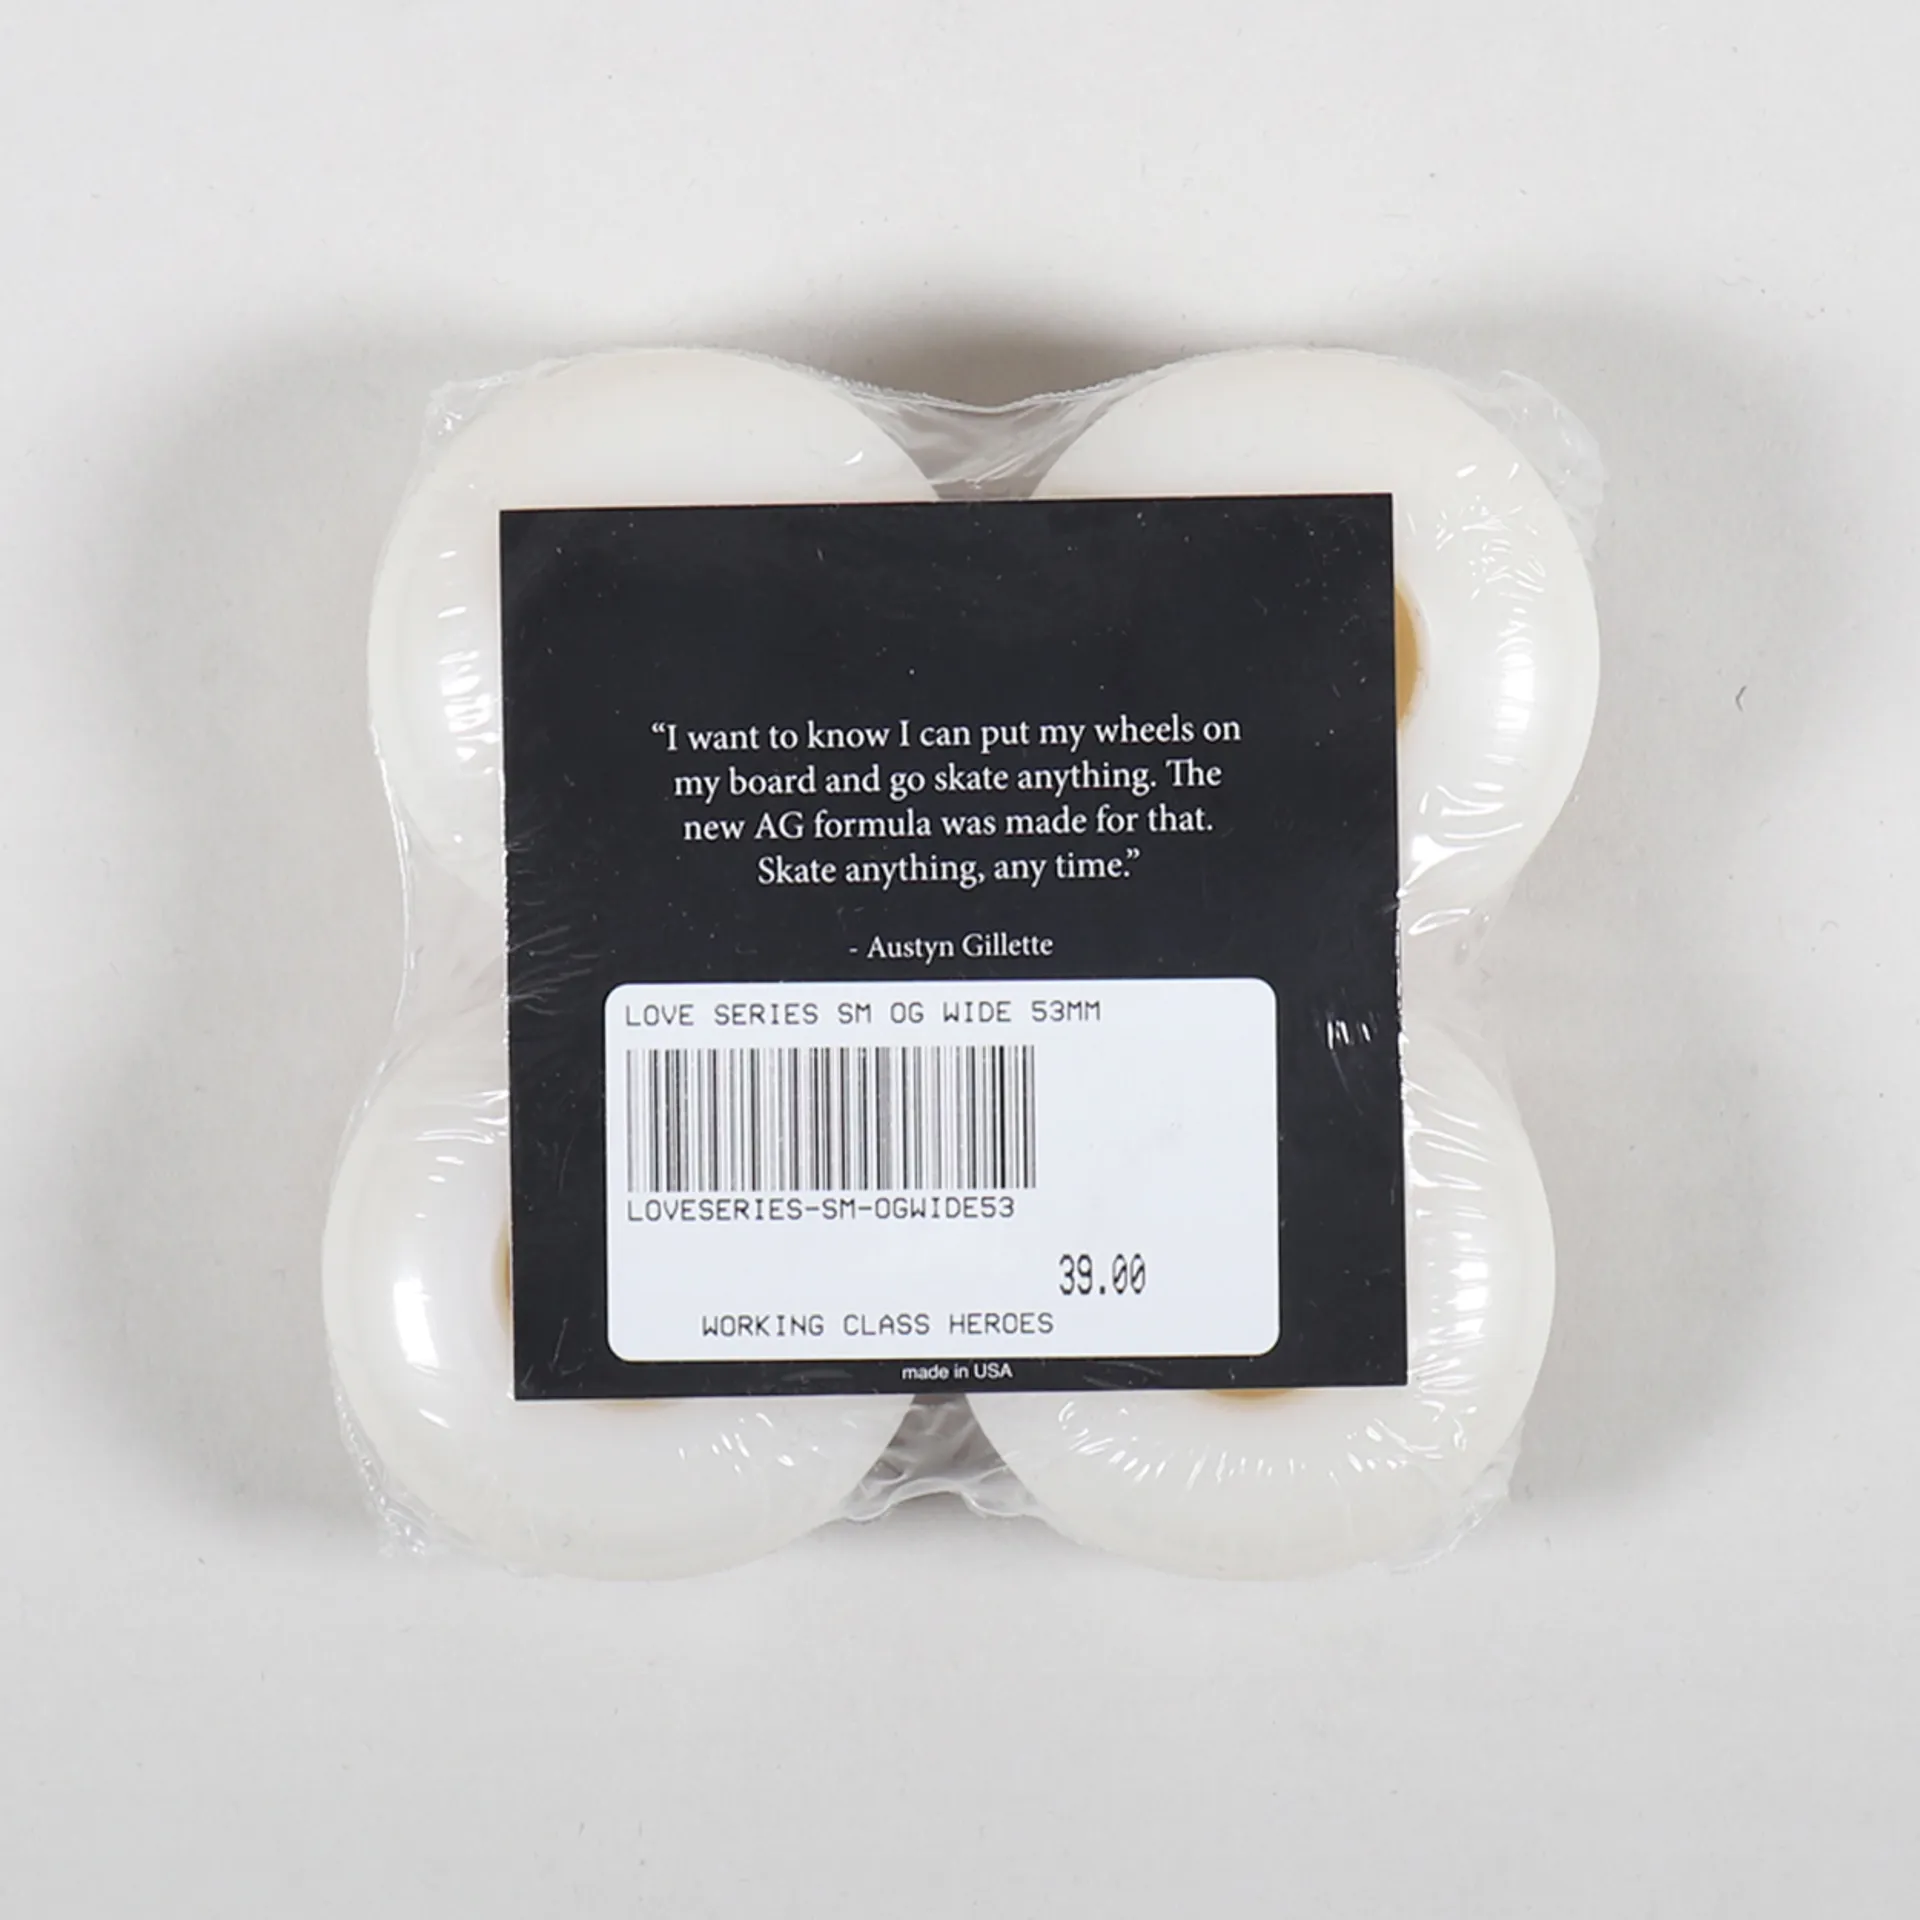 “I want to know I can put my wheels on
my board and go skate anything. The
new AG formula was made for that.
Skate anything, any time.”
- Austyn Gillette
LOVE SERIES SM OG WIDE 53MM
LOVESERIES-SM-OGWIDE53
39.00
WORKING CLASS HEROES
made in USA